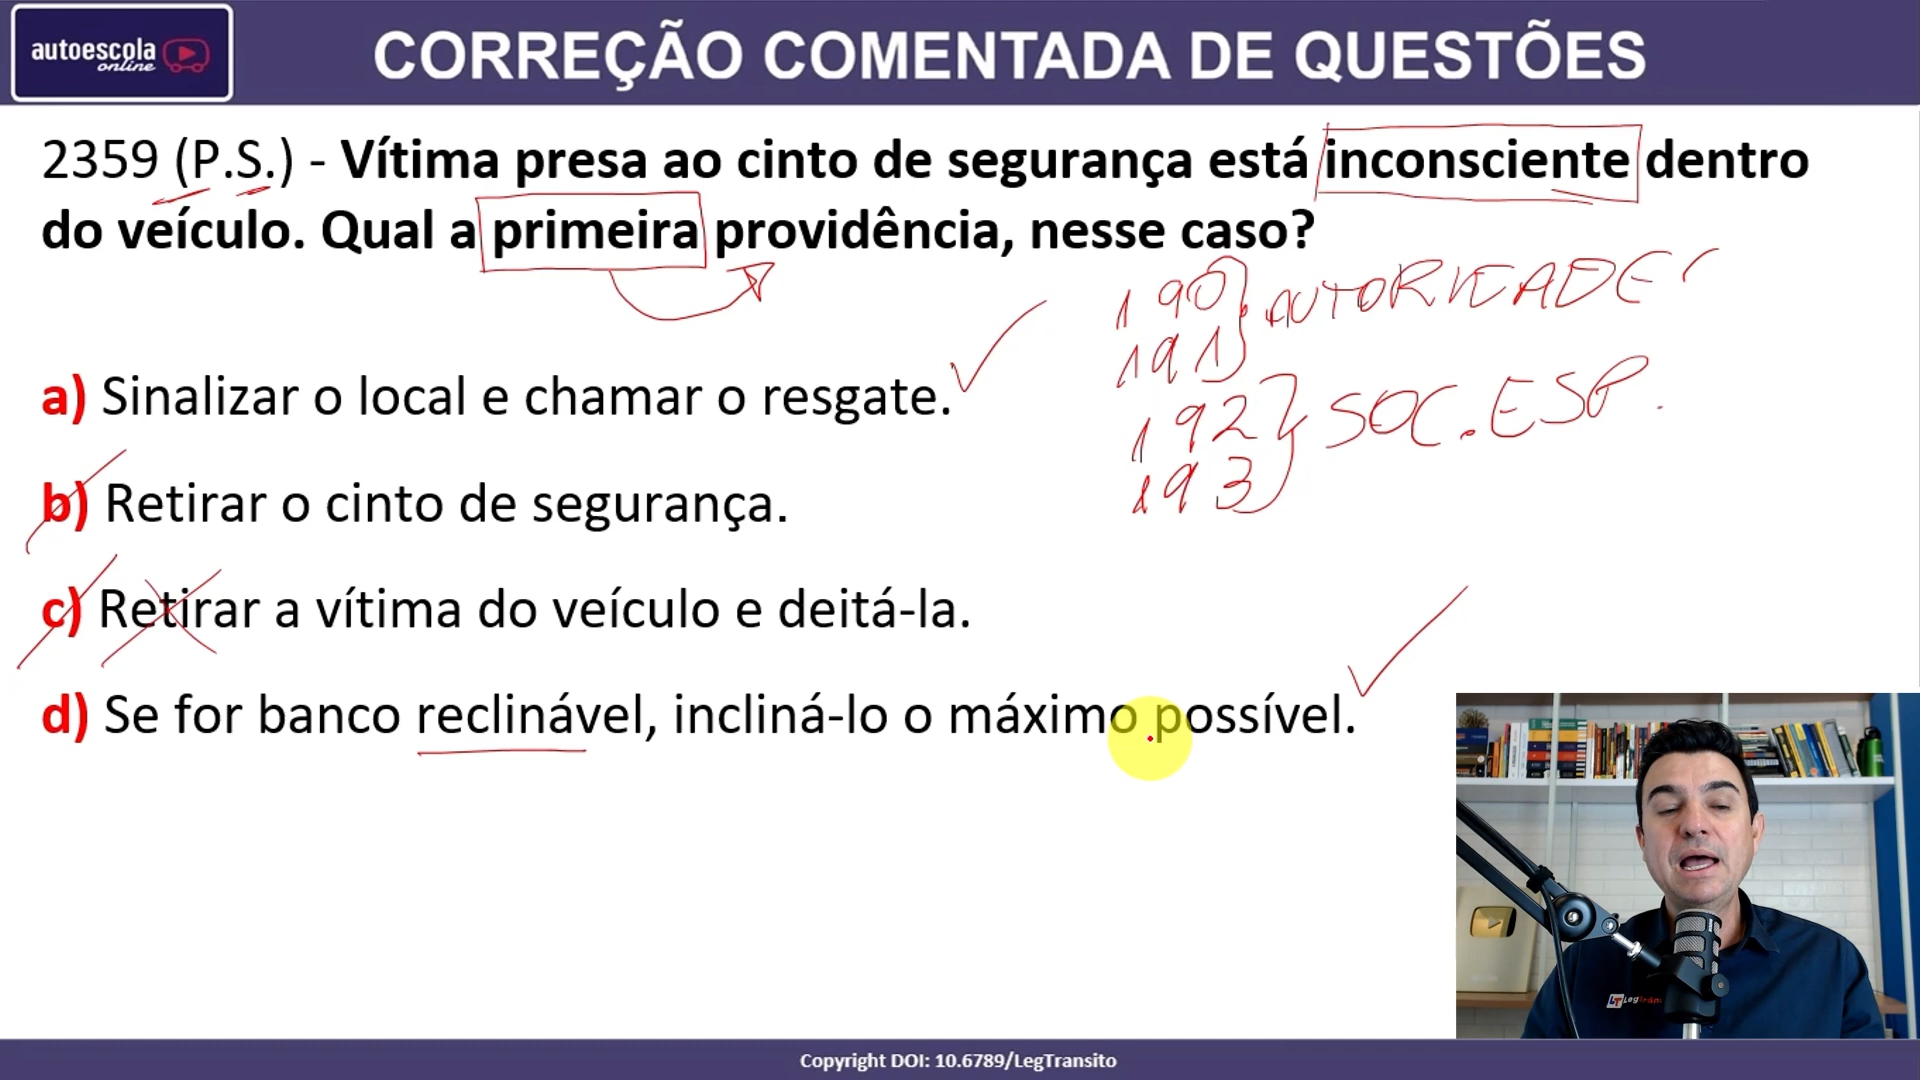 autoescola
online
CORREÇÃO COMENTADA DE QUESTÕES
2359 (P.S.) - Vítima presa ao cinto de segurança está inconsciente dentro
do veículo. Qual a primeira providência, nesse caso?
190
191
AUTORIDADES
a) Sinalizar o local e chamar o resgate.
192
193
SOC. ESP.
b) Retirar o cinto de segurança.
c) Retirar a vítima do veículo e deitá-la.
d) Se for banco reclinável, incliná-lo o máximo possível.
Copyright DOI: 10.6789/LegTransito